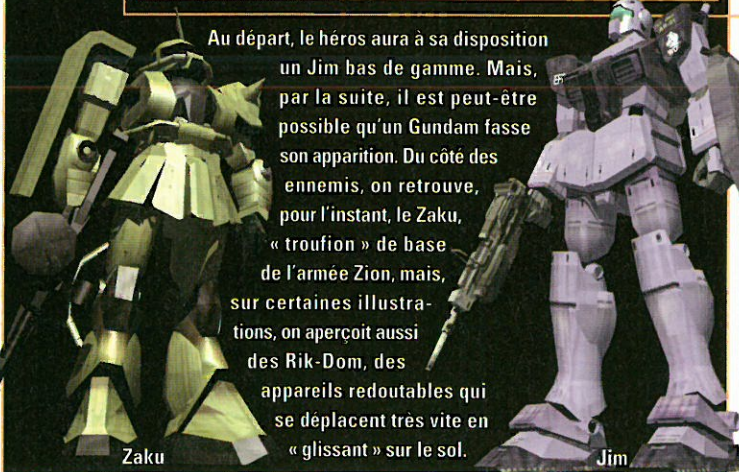 Au départ, le héros aura à sa disposition
un Jim bas de gamme. Mais,
par la suite, il est peut-être
possible qu'un Gundam fasse
son apparition. Du côté des
ennemis, on retrouve,
pour l'instant, le Zaku,
« troufion » de base
de l'armée Zion, mais,
sur certaines illustra-
tions, on aperçoit aussi
des Rik-Dom, des
appareils redoutables qui
se déplacent très vite en
« glissant » sur le sol.
Zaku
Jim